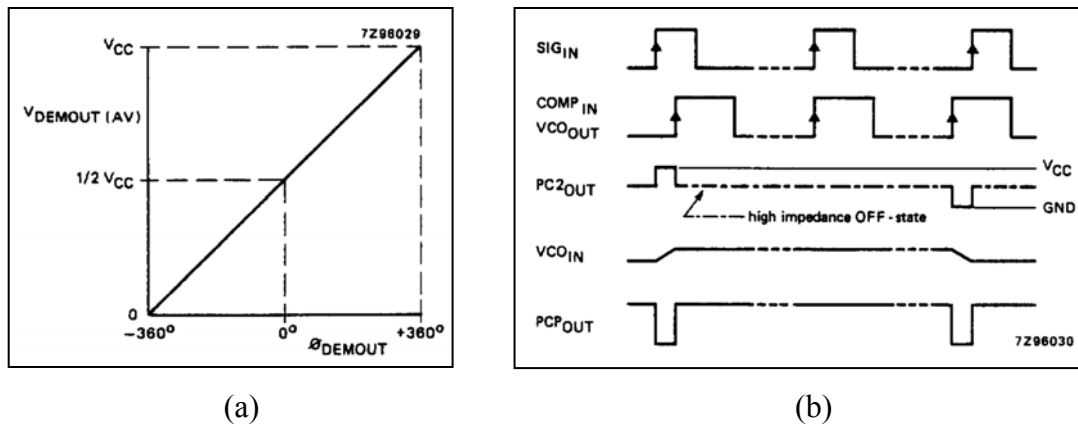 7Z96029
VCC
VDEMOUT (AV)
1/2 VCC
0
−360°
0°
+360°
ØDEMOUT
(a)
SIGIN
COMPIN
VCOOUT
PC2OUT
VCC
GND
high impedance OFF - state
VCOIN
PCPOUT
7Z96030
(b)